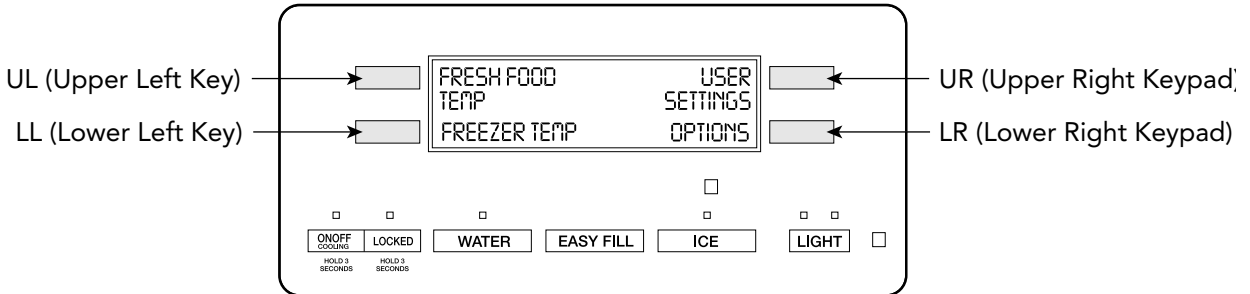 UL (Upper Left Key)
FRESH FOOD
TEMP
USER
SETTINGS
UR (Upper Right Keypad)
LL (Lower Left Key)
FREEZER TEMP
OPTIONS
LR (Lower Right Keypad)
ONOFF
COOLING
LOCKED
WATER
EASY FILL
ICE
LIGHT
HOLD 3
SECONDS
HOLD 3
SECONDS